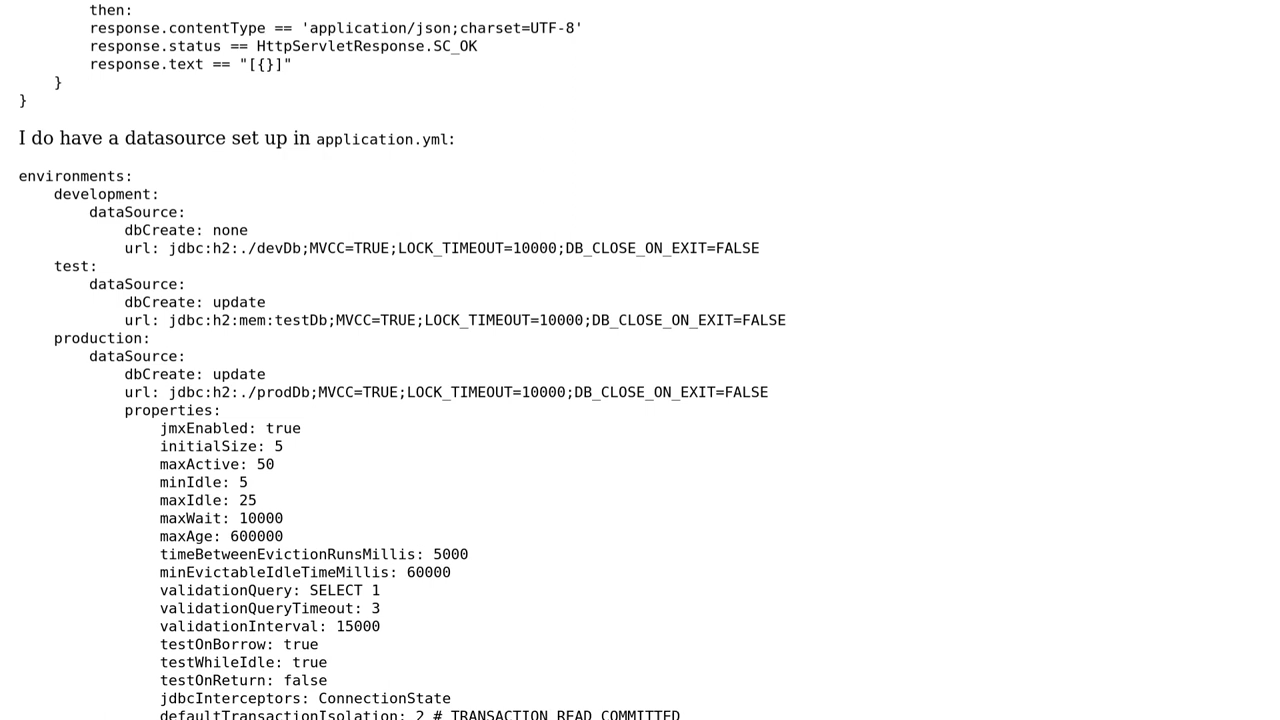 then:
response.contentType == 'application/json;charset=UTF-8'
response.status == HttpServletResponse.SC_OK
response.text == "[{}]"
}
}
I do have a datasource set up in application.yml:
environments:
development:
dataSource:
dbCreate: none
url: jdbc:h2:./devDb;MVCC=TRUE;LOCK_TIMEOUT=10000;DB_CLOSE_ON_EXIT=FALSE
test:
dataSource:
dbCreate: update
url: jdbc:h2:mem:testDb;MVCC=TRUE;LOCK_TIMEOUT=10000;DB_CLOSE_ON_EXIT=FALSE
production:
dataSource:
dbCreate: update
url: jdbc:h2:./prodDb;MVCC=TRUE;LOCK_TIMEOUT=10000;DB_CLOSE_ON_EXIT=FALSE
properties:
jmxEnabled: true
initialSize: 5
maxActive: 50
minIdle: 5
maxIdle: 25
maxWait: 10000
maxAge: 600000
timeBetweenEvictionRunsMillis: 5000
minEvictableIdleTimeMillis: 60000
validationQuery: SELECT 1
validationQueryTimeout: 3
validationInterval: 15000
testOnBorrow: true
testWhileIdle: true
testOnReturn: false
jdbcInterceptors: ConnectionState
defaultTransactionIsolation: 2 # TRANSACTION_READ_COMMITTED